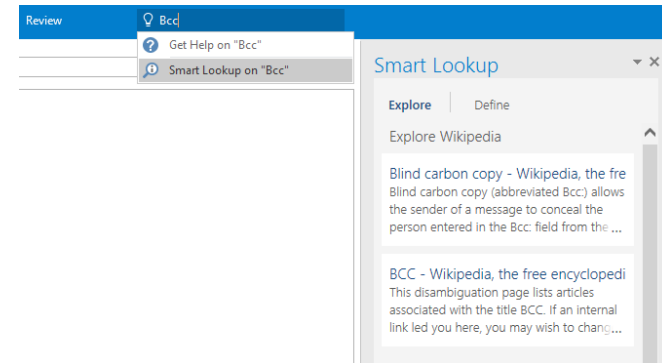 Review
Bcc
Get Help on "Bcc"
Smart Lookup on "Bcc"
Smart Lookup
Explore Define
Explore Wikipedia
Blind carbon copy - Wikipedia, the fre
Blind carbon copy (abbreviated Bcc:) allows
the sender of a message to conceal the
person entered in the Bcc: field from the ...
BCC - Wikipedia, the free encyclopedi
This disambiguation page lists articles
associated with the title BCC. If an internal
link led you here, you may wish to chang...